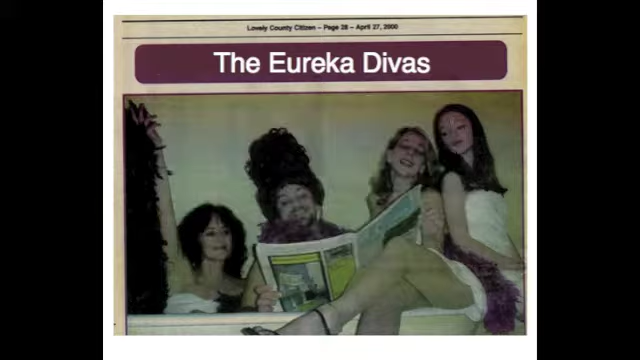 Lovely County Citizen – Page 28 – April 27, 2000
The Eureka Divas